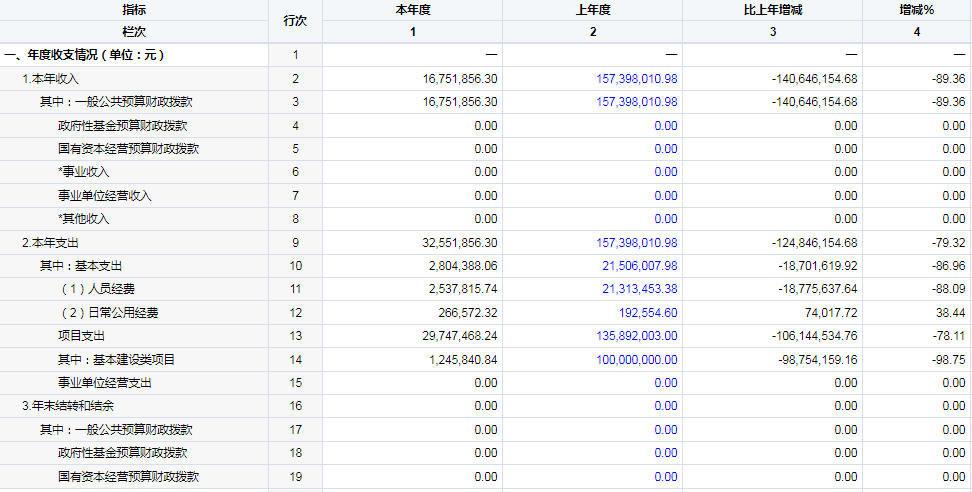 指标 行次 本年度 上年度 比上年增减 增减%
栏次 1 2 3 4
一、年度收支情况（单位：元） 1 — — — —
1.本年收入 2 16,751,856.30 157,398,010.98 -140,646,154.68 -89.36
其中：一般公共预算财政拨款 3 16,751,856.30 157,398,010.98 -140,646,154.68 -89.36
政府性基金预算财政拨款 4 0.00 0.00 0.00 0.00
国有资本经营预算财政拨款 5 0.00 0.00 0.00 0.00
*事业收入 6 0.00 0.00 0.00 0.00
事业单位经营收入 7 0.00 0.00 0.00 0.00
*其他收入 8 0.00 0.00 0.00 0.00
2.本年支出 9 32,551,856.30 157,398,010.98 -124,846,154.68 -79.32
其中：基本支出 10 2,804,388.06 21,506,007.98 -18,701,619.92 -86.96
（1）人员经费 11 2,537,815.74 21,313,453.38 -18,775,637.64 -88.09
（2）日常公用经费 12 266,572.32 192,554.60 74,017.72 38.44
项目支出 13 29,747,468.24 135,892,003.00 -106,144,534.76 -78.11
其中：基本建设类项目 14 1,245,840.84 100,000,000.00 -98,754,159.16 -98.75
事业单位经营支出 15 0.00 0.00 0.00 0.00
3.年末结转和结余 16 0.00 0.00 0.00 0.00
其中：一般公共预算财政拨款 17 0.00 0.00 0.00 0.00
政府性基金预算财政拨款 18 0.00 0.00 0.00 0.00
国有资本经营预算财政拨款 19 0.00 0.00 0.00 0.00